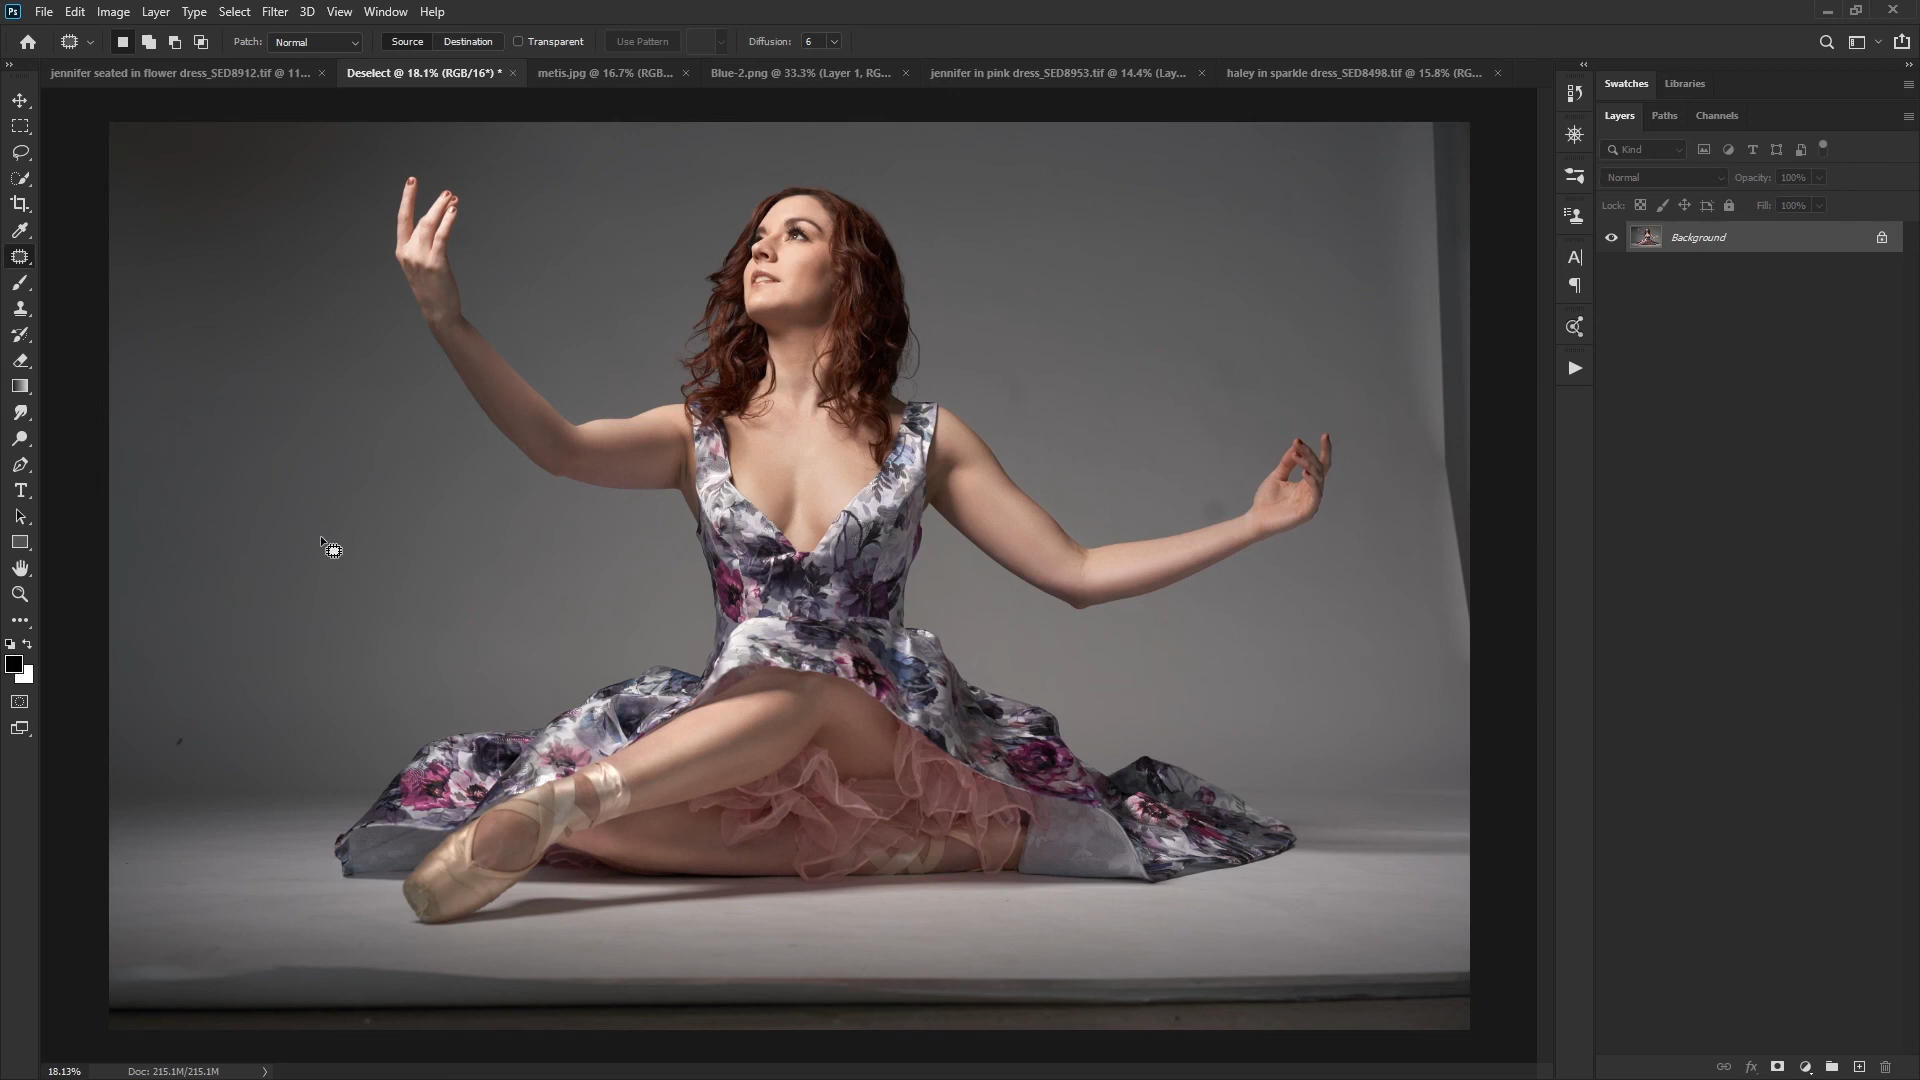 Ps File Edit Image Layer Type Select Filter 3D View Window Help
Patch: Normal Source Destination Transparent Use Pattern Diffusion: 6
jennifer seated in flower dress_SED8912.tif @ 11... × Deselect @ 18.1% (RGB/16*) * × metis.jpg @ 16.7% (RGB... × Blue-2.png @ 33.3% (Layer 1, RG... × jennifer in pink dress_SED8953.tif @ 14.4% (Lay... × haley in sparkle dress_SED8498.tif @ 15.8% (RG... ×
Swatches Libraries
Layers Paths Channels
Kind
Normal Opacity: 100%
Lock: Fill: 100%
Background
18.13% Doc: 215.1M/215.1M